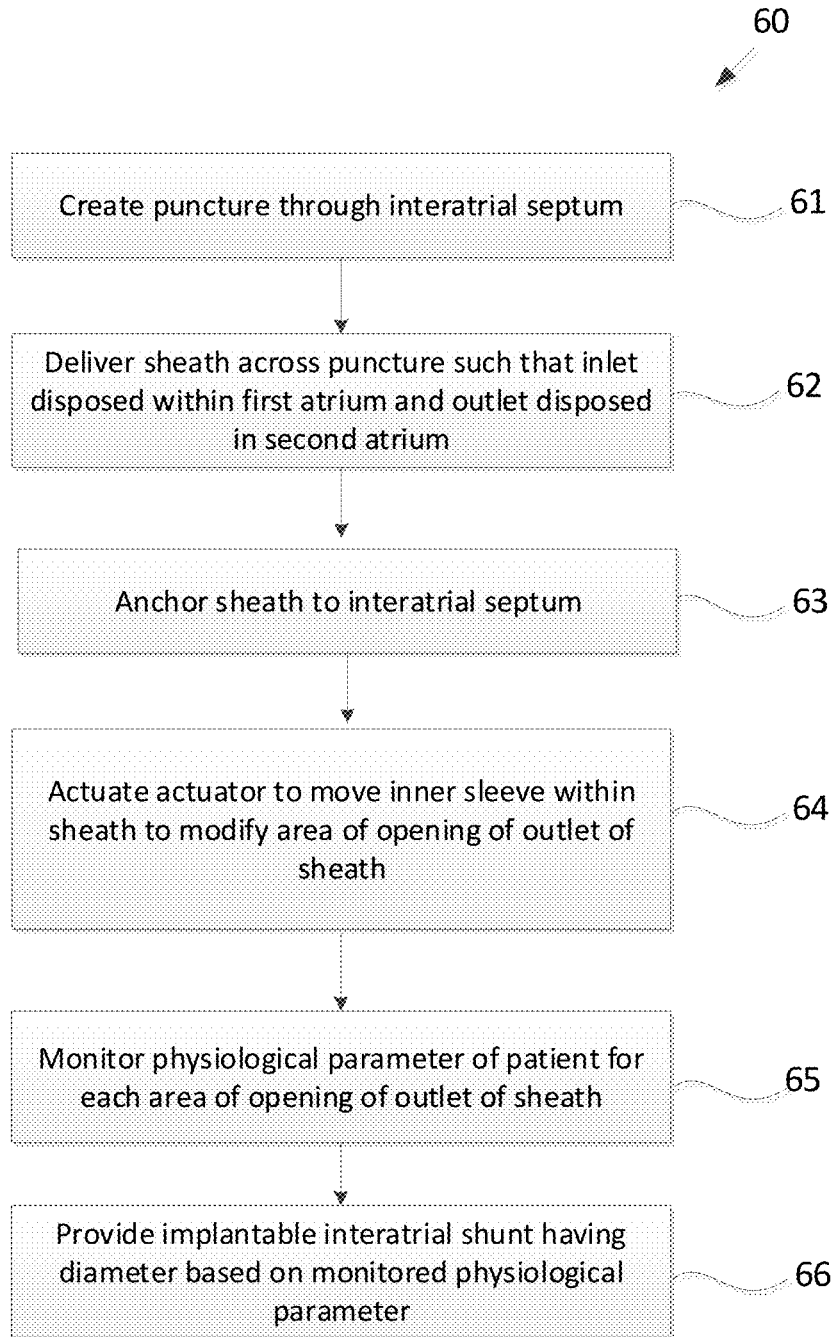 60
Create puncture through interatrial septum
61
Deliver sheath across puncture such that inlet
disposed within first atrium and outlet disposed
in second atrium
62
Anchor sheath to interatrial septum
63
Actuate actuator to move inner sleeve within
sheath to modify area of opening of outlet of
sheath
64
Monitor physiological parameter of patient for
each area of opening of outlet of sheath
65
Provide implantable interatrial shunt having
diameter based on monitored physiological
parameter
66